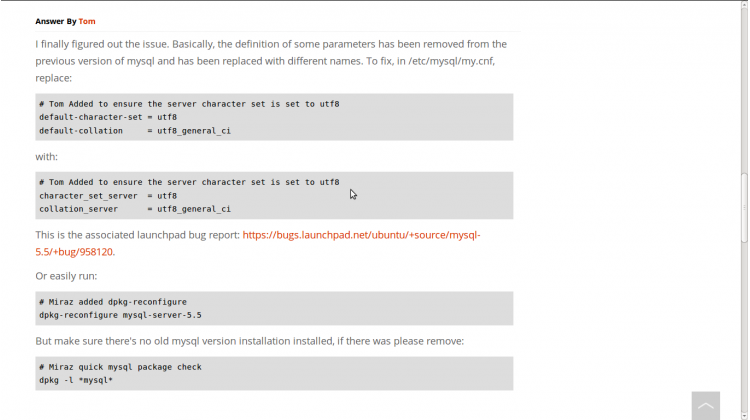 Answer By Tom
I finally figured out the issue. Basically, the definition of some parameters has been removed from the
previous version of mysql and has been replaced with different names. To fix, in /etc/mysql/my.cnf,
replace:
# Tom Added to ensure the server character set is set to utf8
default-character-set = utf8
default-collation     = utf8_general_ci
with:
# Tom Added to ensure the server character set is set to utf8
character_set_server  = utf8
collation_server      = utf8_general_ci
This is the associated launchpad bug report: https://bugs.launchpad.net/ubuntu/+source/mysql-
5.5/+bug/958120.
Or easily run:
# Miraz added dpkg-reconfigure
dpkg-reconfigure mysql-server-5.5
But make sure there's no old mysql version installation installed, if there was please remove:
# Miraz quick mysql package check
dpkg -l *mysql*